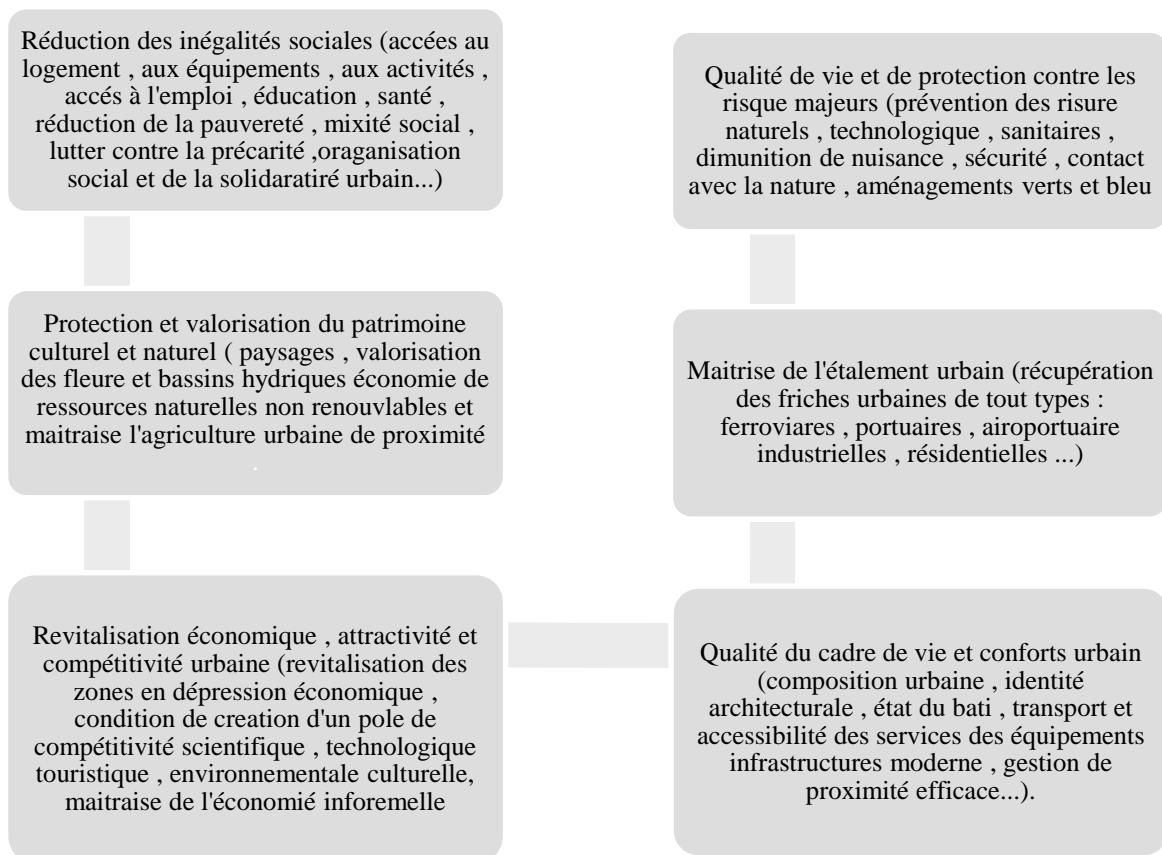 Réduction des inégalités sociales (accées au
logement , aux équipements , aux activités ,
accés à l'emploi , éducation , santé ,
réduction de la pauvereté , mixité social ,
lutter contre la précarité ,oraganisation
social et de la solidaratiré urbain...)
Protection et valorisation du patrimoine
culturel et naturel ( paysages , valorisation
des fleure et bassins hydriques économie de
ressources naturelles non renouvlables et
maitraise l'agriculture urbaine de proximité
.
Revitalisation économique , attractivité et
compétitivité urbaine (revitalisation des
zones en dépression économique ,
condition de creation d'un pole de
compétitivité scientifique , technologique
touristique , environnementale culturelle,
maitraise de l'économié inforemelle
Qualité du cadre de vie et conforts urbain
(composition urbaine , identité
architecturale , état du bati , transport et
accessibilité des services des équipements
infrastructures moderne , gestion de
proximité efficace...).
Maitrise de l'étalement urbain (récupération
des friches urbaines de tout types :
ferroviares , portuaires , airoportuaire
industrielles , résidentielles ...)
Qualité de vie et de protection contre les
risque majeurs (prévention des risure
naturels , technologique , sanitaires ,
dimunition de nuisance , sécurité , contact
avec la nature , aménagements verts et bleu